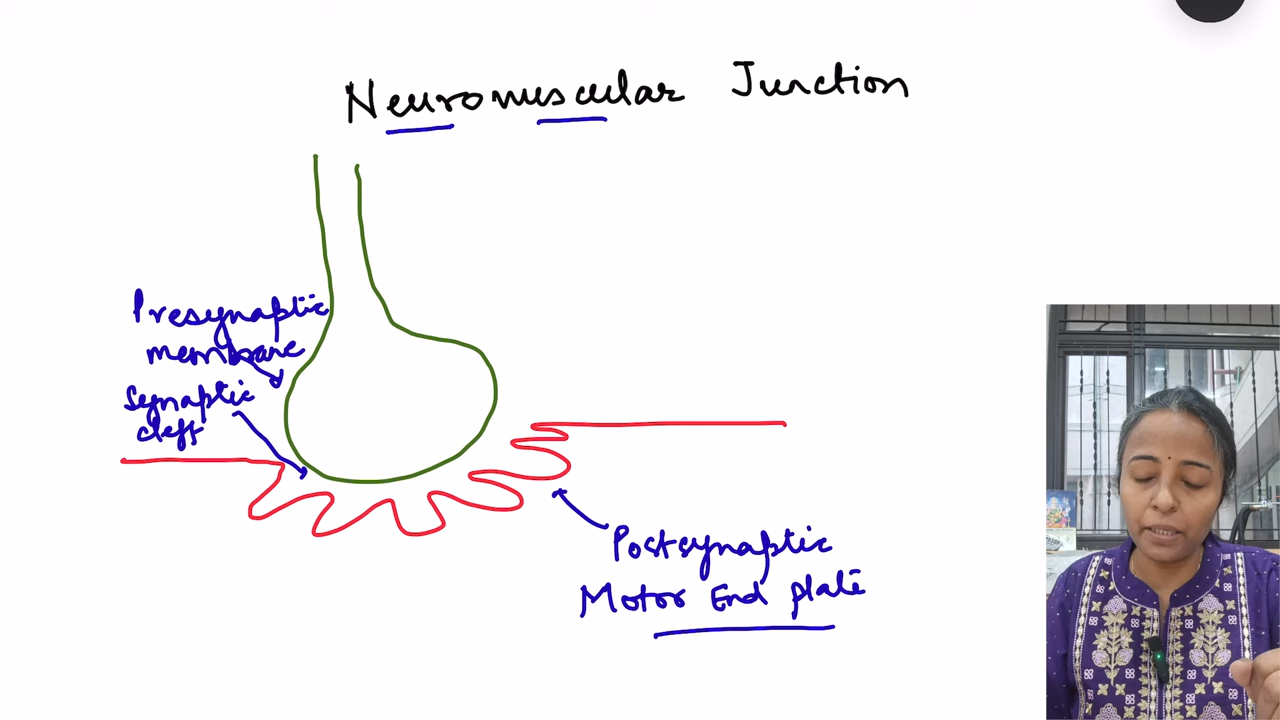 Neuromuscular Junction
Presynaptic
membrane
Synaptic
cleft
Postsynaptic
Motor End plate